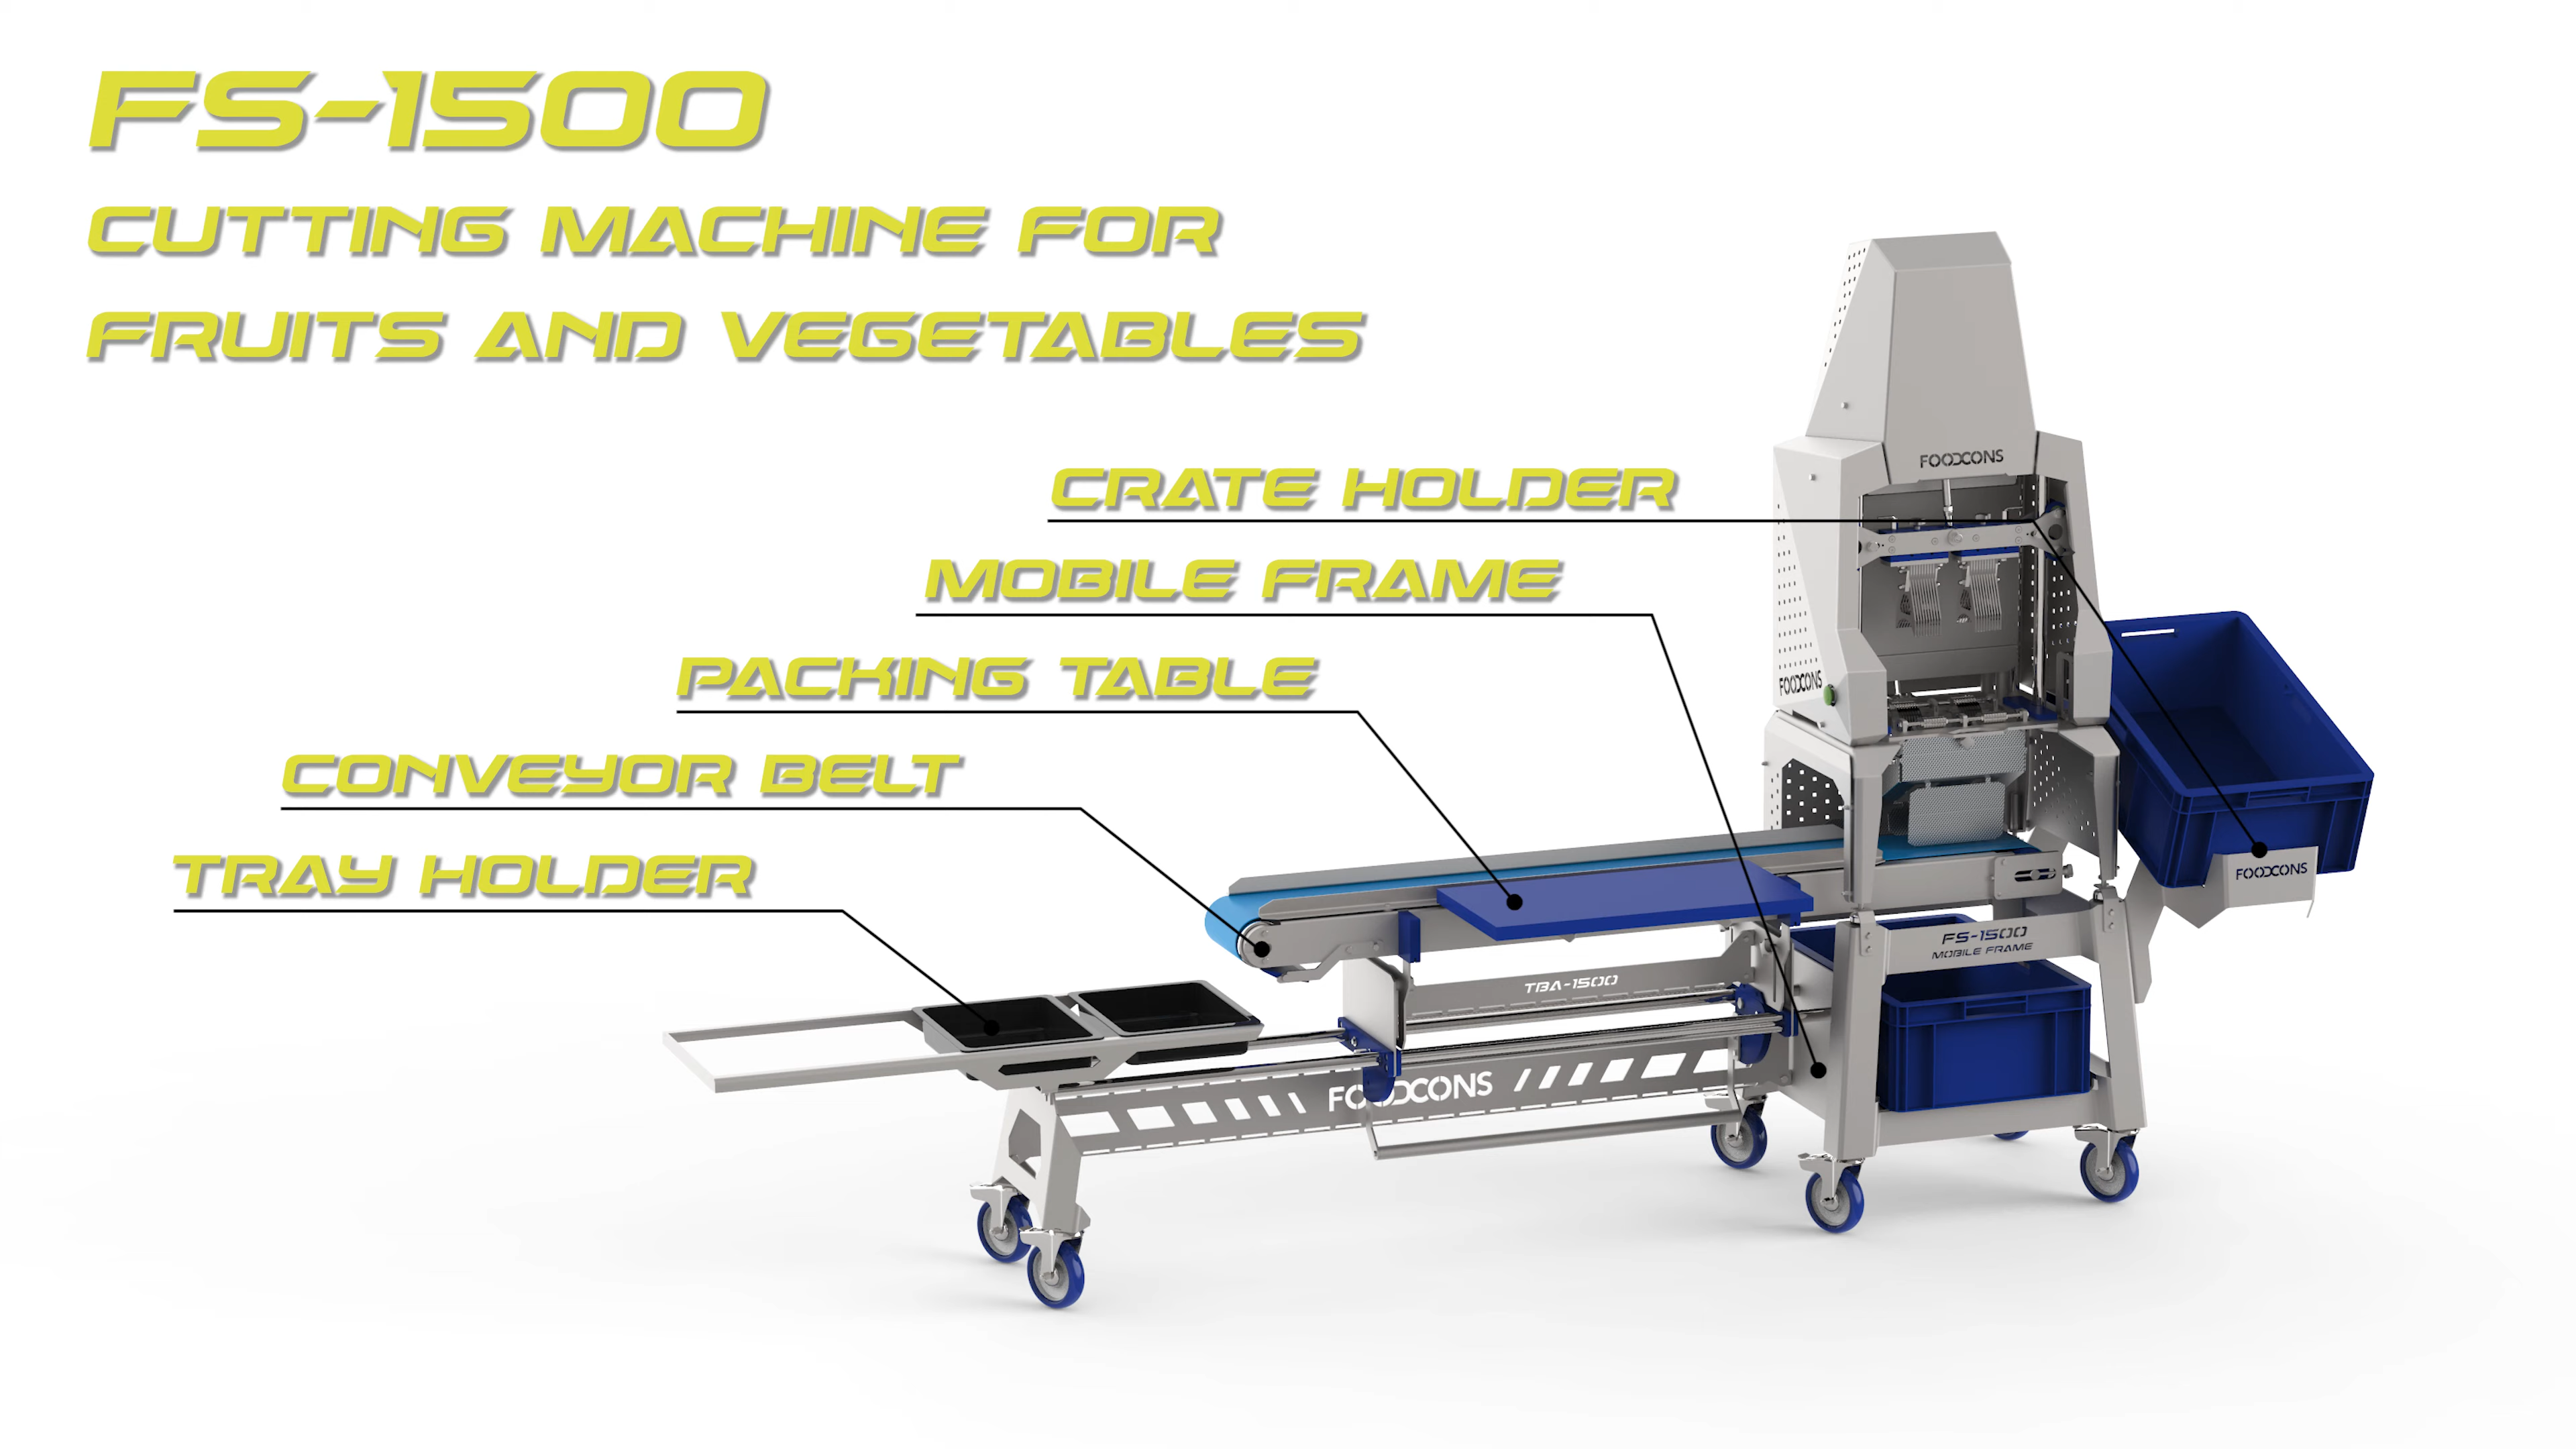 FS-1500
CUTTING MACHINE FOR
FRUITS AND VEGETABLES
CRATE HOLDER
MOBILE FRAME
PACKING TABLE
CONVEYOR BELT
TRAY HOLDER
FOODCONS
FOODCONS
FOODCONS
FS-1500
MOBILE FRAME
TBA-1500
FOODCONS